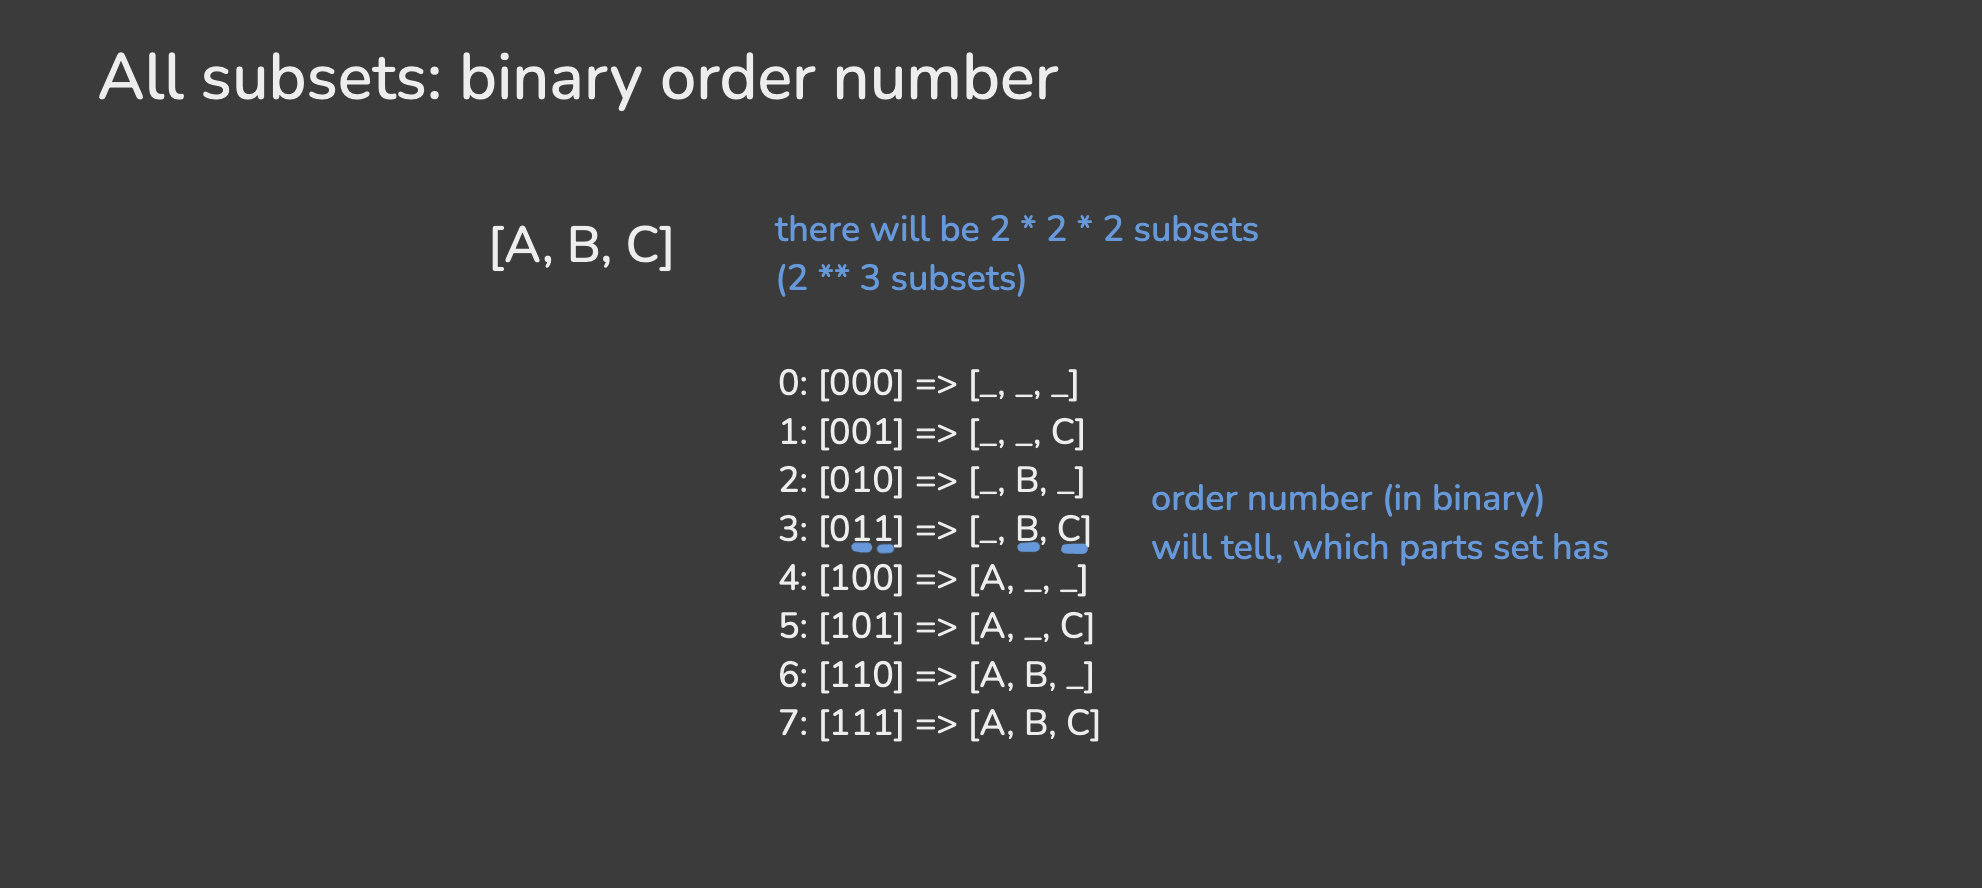 All subsets: binary order number
[A, B, C]
there will be 2 * 2 * 2 subsets
(2 ** 3 subsets)
0: [000] => [_, _, _]
1: [001] => [_, _, C]
2: [010] => [_, B, _]
3: [011] => [_, B, C]
4: [100] => [A, _, _]
5: [101] => [A, _, C]
6: [110] => [A, B, _]
7: [111] => [A, B, C]
order number (in binary)
will tell, which parts set has